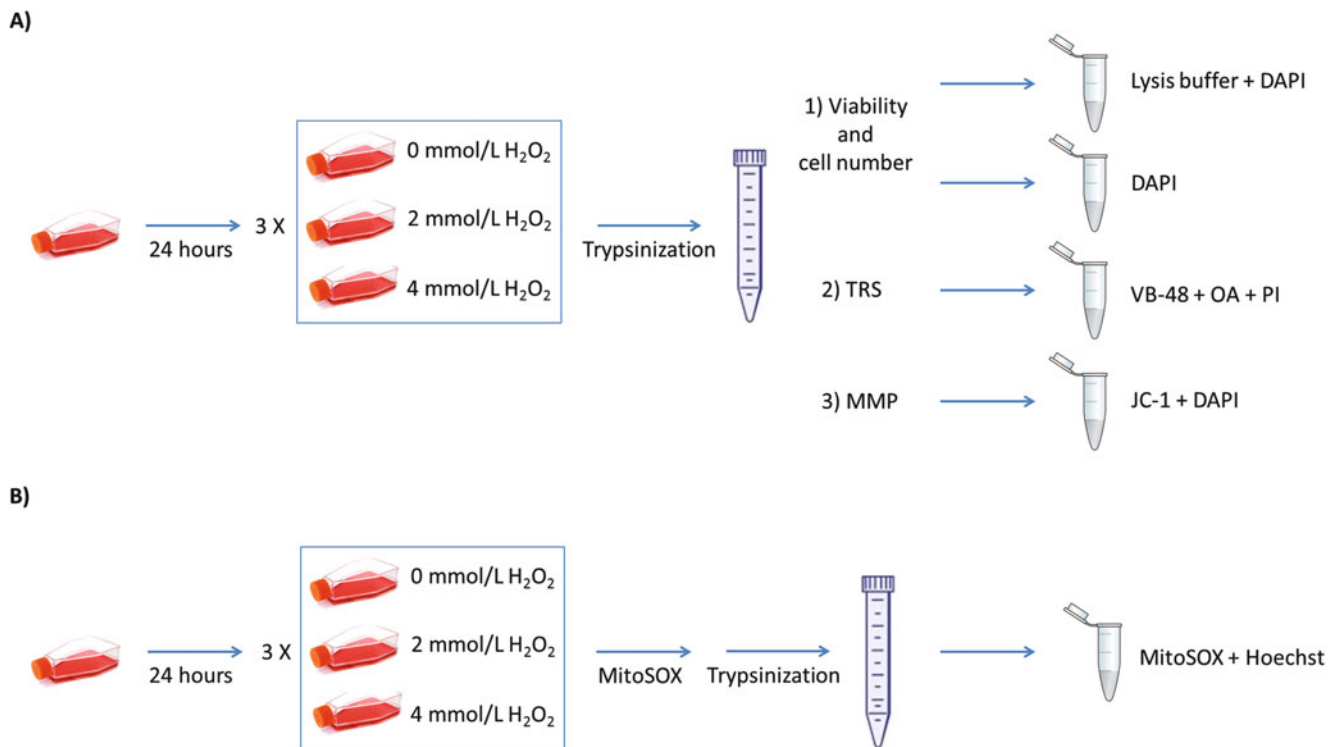 A)
24 hours
3 X
0 mmol/L H₂O₂
2 mmol/L H₂O₂
4 mmol/L H₂O₂
Trypsinization
1) Viability
and
cell number
Lysis buffer + DAPI
DAPI
2) TRS
VB-48 + OA + PI
3) MMP
JC-1 + DAPI
B)
24 hours
3 X
0 mmol/L H₂O₂
2 mmol/L H₂O₂
4 mmol/L H₂O₂
MitoSOX
Trypsinization
MitoSOX + Hoechst